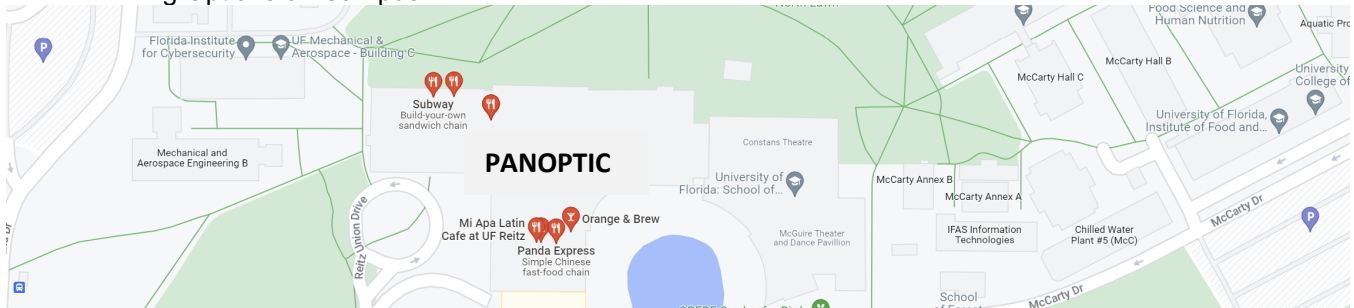 Florida Institute
for Cybersecurity
UF Mechanical &
Aerospace - Building C
Food Science and
Human Nutrition
Aquatic Pro
McCarty Hall B
McCarty Hall C
University
College of
Subway
Build-your-own
sandwich chain
University of Florida,
Institute of Food and...
Mechanical and
Aerospace Engineering B
PANOPTIC
Constans Theatre
University of
Florida: School of...
McCarty Annex B
McCarty Annex A
Reitz Union Drive
Mi Apa Latin
Cafe at UF Reitz
Orange & Brew
Panda Express
Simple Chinese
fast-food chain
McGuire Theater
and Dance Pavillion
IFAS Information
Technologies
Chilled Water
Plant #5 (McC)
McCarty Dr
McCarty Dr
School